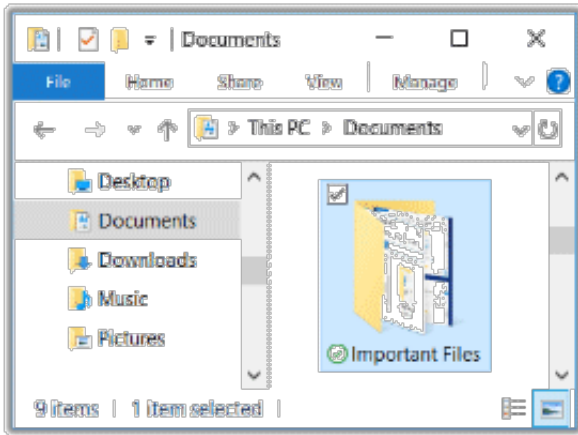 Documents
File Home Share View Manage ?
This PC Documents
Desktop
Documents
Downloads
Music
Pictures
Important Files
9 items 1 item selected